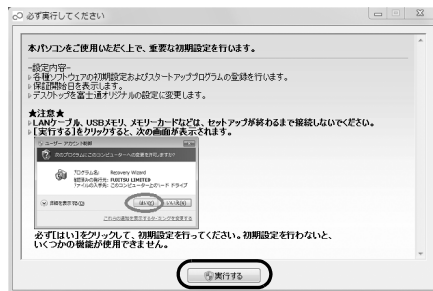 必ず実行してください
本パソコンをご使用いただく上で、重要な初期設定を行います。
-設定内容-
・各種ソフトウェアの初期設定およびスタートアッププログラムの登録を行います。
・保証開始日を表示します。
・デスクトップを富士通オリジナルの設定に変更します。
★注意★
・LANケーブル、USBメモリ、メモリーカードなどは、セットアップが終わるまで接続しないでください。
・[実行する]をクリックすると、次の画面が表示されます。
ユーザー アカウント制御
次のプログラムにこのコンピューターへの変更を許可しますか?
プログラム名: Recovery Wizard
確認済みの発行元: FUJITSU LIMITED
ファイルの入手先: このコンピューター上のハード ドライブ
詳細を表示する(D)
はい(Y)
いいえ(N)
これらの通知を表示するタイミングを変更する
必ず[はい]をクリックして、初期設定を行ってください。初期設定を行わないと、
いくつかの機能が使用できません。
実行する